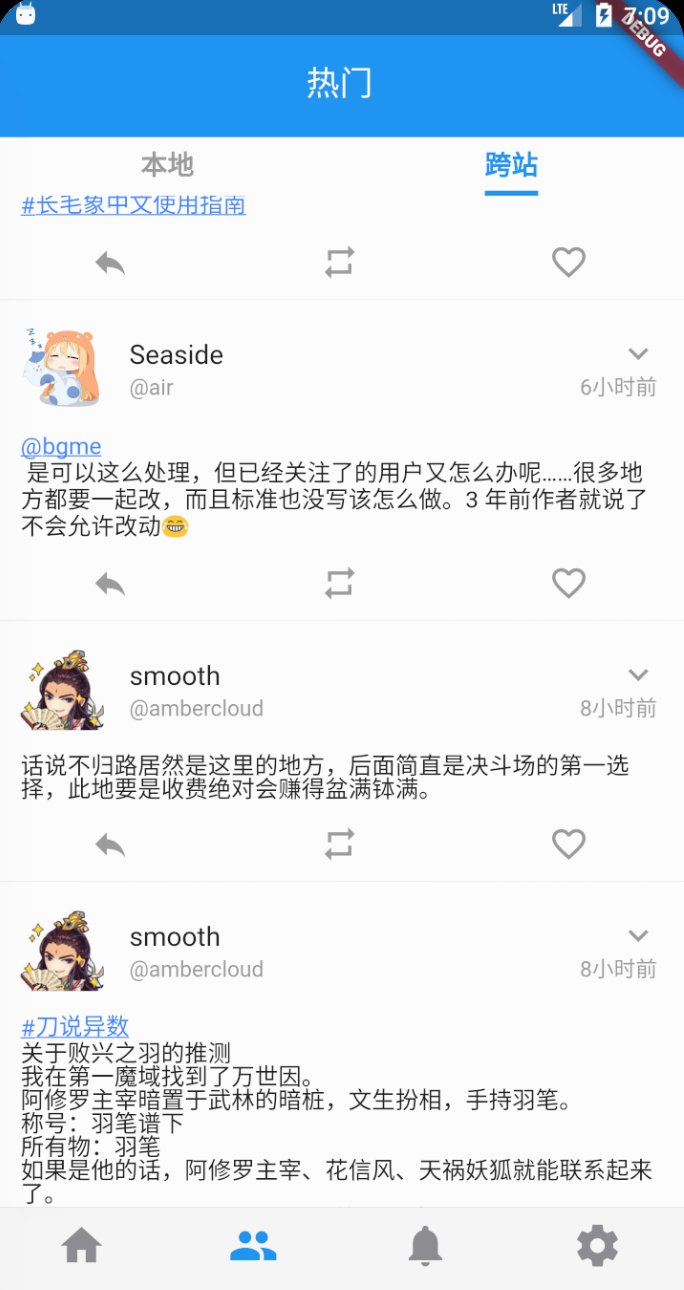 LTE 7:09
DEBUG
热门
本地 跨站
#长毛象中文使用指南
Seaside
@air 6小时前
@bgme
是可以这么处理，但已经关注了的用户又怎么办呢……很多地
方都要一起改，而且标准也没写该怎么做。3 年前作者就说了
不会允许改动😂
smooth
@ambercloud 8小时前
话说不归路居然是这里的地方，后面简直是决斗场的第一选
择，此地要是收费绝对会赚得盆满钵满。
smooth
@ambercloud 8小时前
#刀说异数
关于败兴之羽的推测
我在第一魔域找到了万世因。
阿修罗主宰暗置于武林的暗桩，文生扮相，手持羽笔。
称号：羽笔谱下
所有物：羽笔
如果是他的话，阿修罗主宰、花信风、天祸妖狐就能联系起来
了。